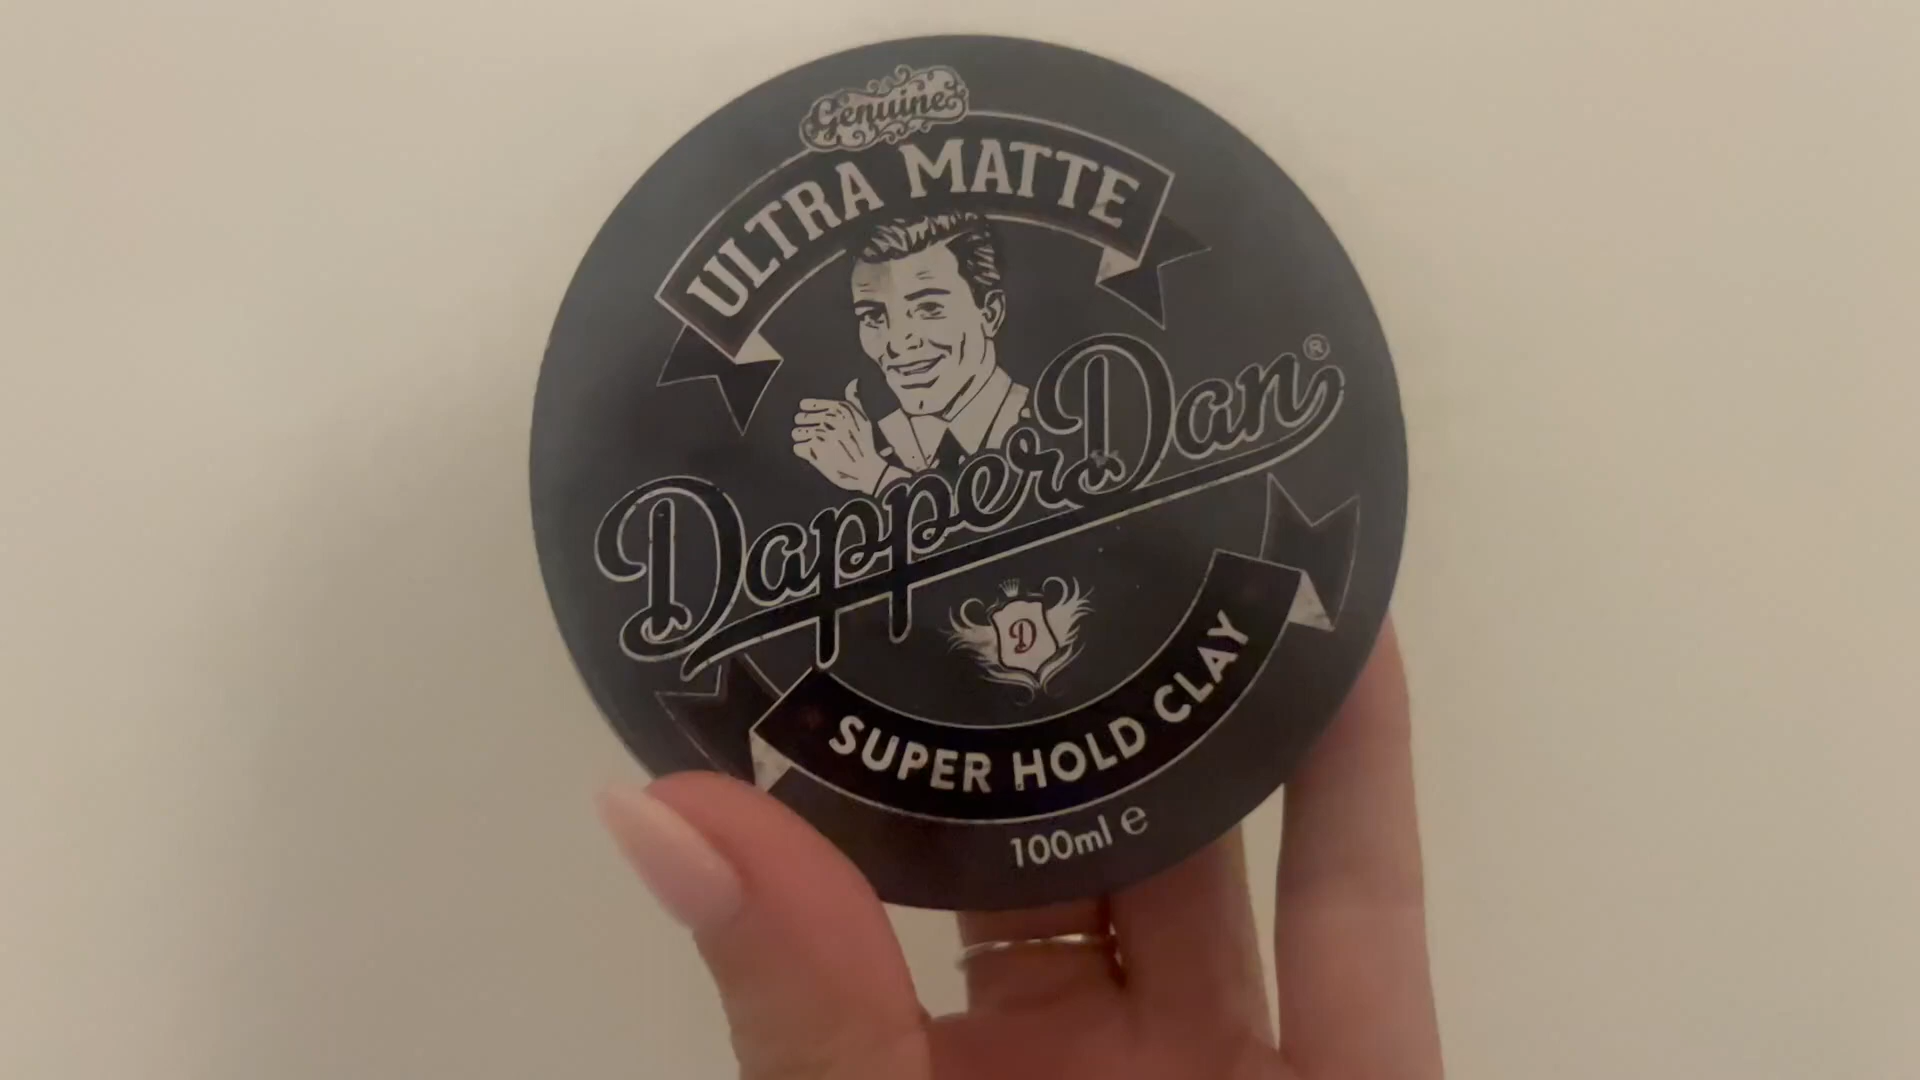 Genuine
ULTRA MATTE
Dapper Dan®
D
SUPER HOLD CLAY
100ml e